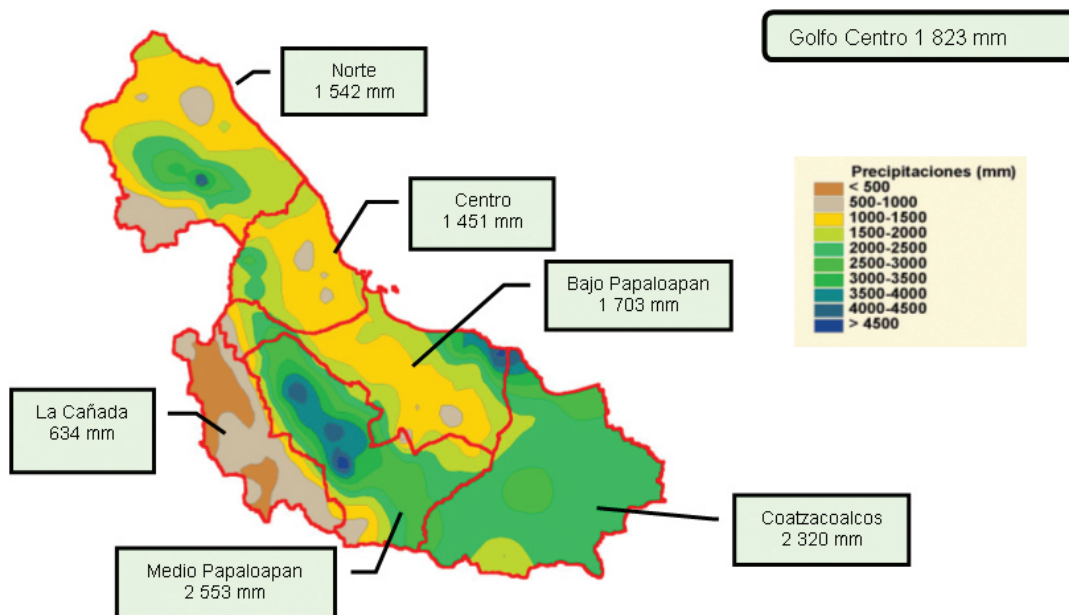 Golfo Centro 1 823 mm
Norte
1 542 mm
Centro
1 451 mm
Bajo Papaloapan
1 703 mm
La Cañada
634 mm
Medio Papaloapan
2 553 mm
Coatzacoalcos
2 320 mm
Precipitaciones (mm)
< 500
500-1000
1000-1500
1500-2000
2000-2500
2500-3000
3000-3500
3500-4000
4000-4500
> 4500